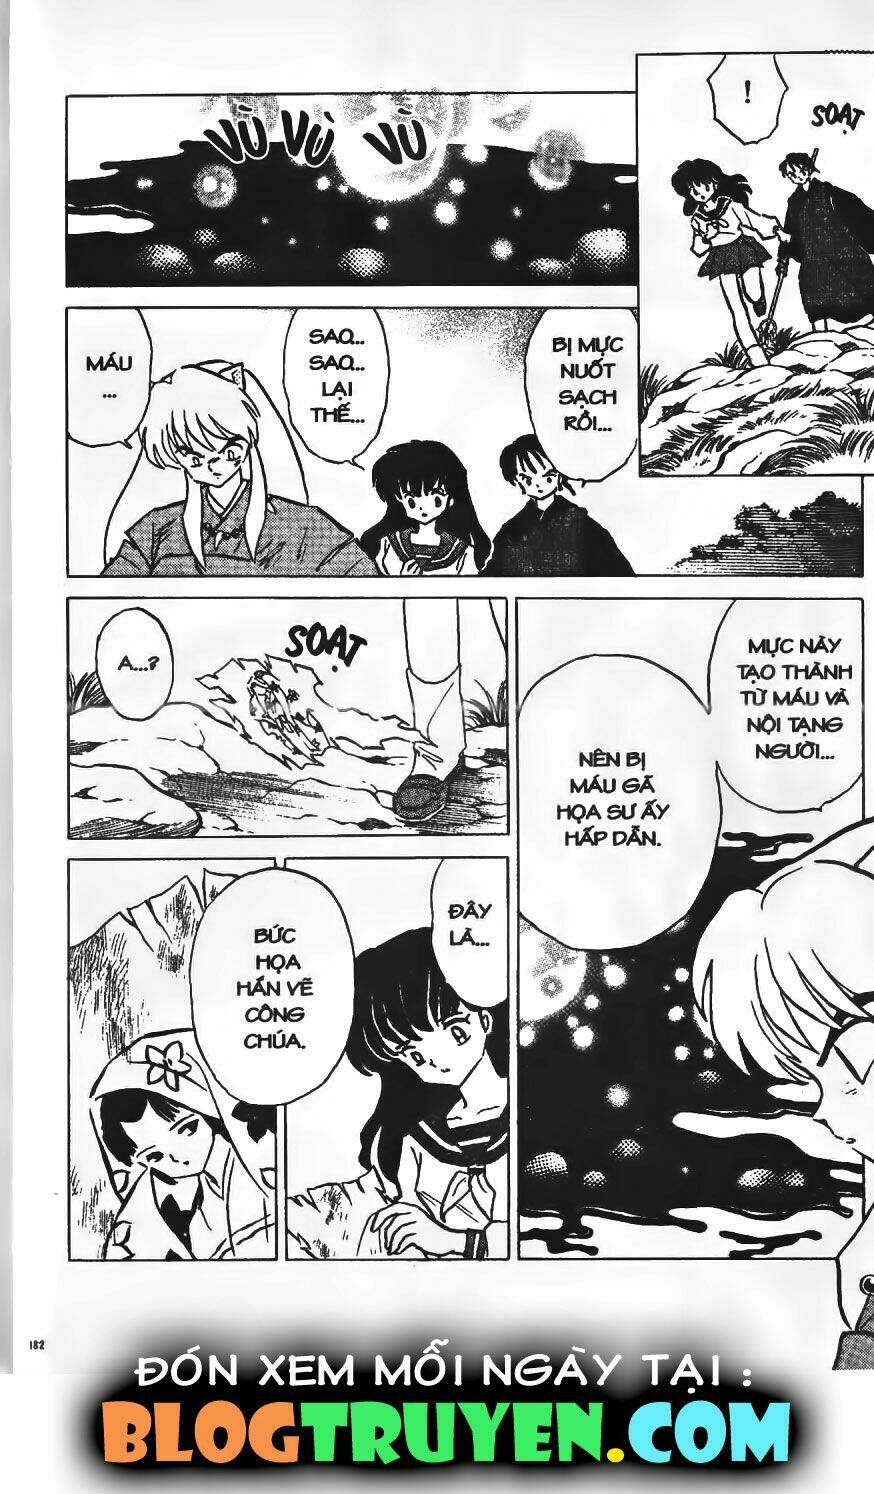 !
SOẠT
VÙ VÙ VÙ
BỊ MỰC
NUỐT
SẠCH
RỒI...
SAO...
SAO...
LẠI
THẾ...
MÁU
...
MỰC NÀY
TẠO THÀNH
TỪ MÁU VÀ
NỘI TẠNG
NGƯỜI...
NÊN BỊ
MÁU GÃ
HỌA SƯ ẤY
HẤP DẪN.
SOẠT
A...?
ĐÂY
LÀ...
BỨC
HỌA
HẮN VẼ
CÔNG
CHÚA.
182
ĐÓN XEM MỖI NGÀY TẠI :
BLOGTRUYEN.COM